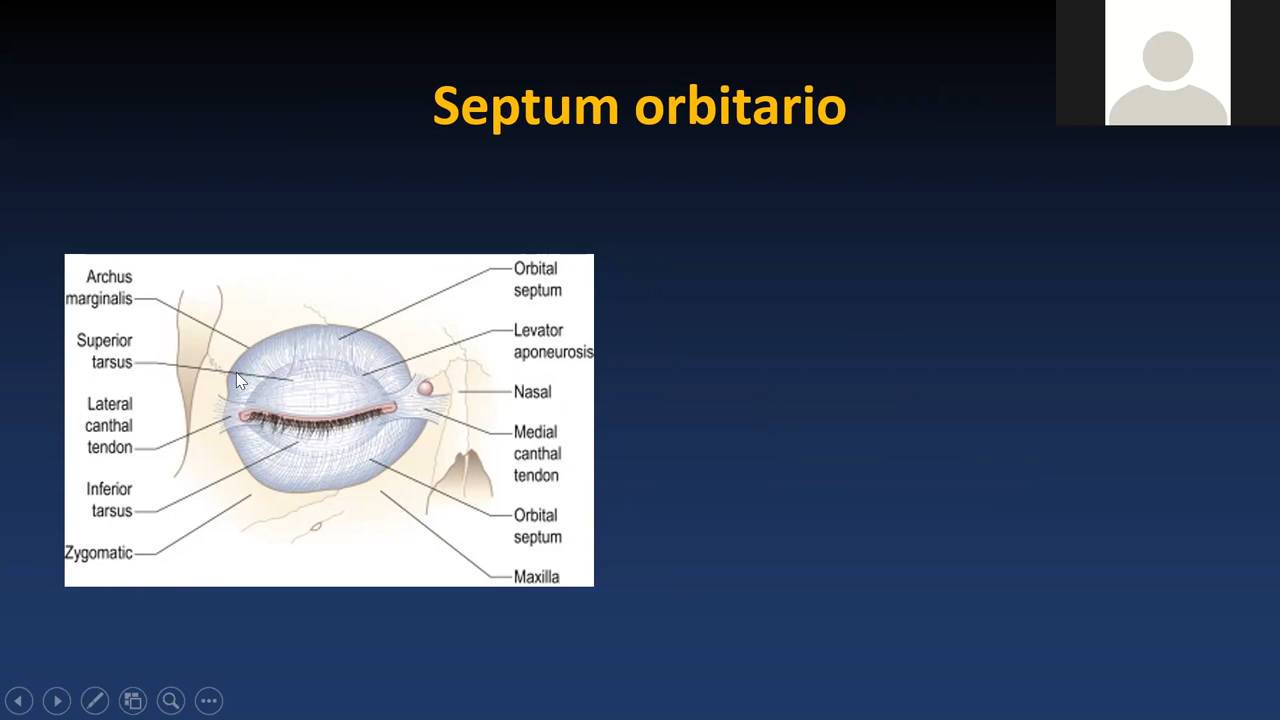 Septum orbitario
Archus
marginalis
Superior
tarsus
Lateral
canthal
tendon
Inferior
tarsus
Zygomatic
Orbital
septum
Levator
aponeurosis
Nasal
Medial
canthal
tendon
Orbital
septum
Maxilla